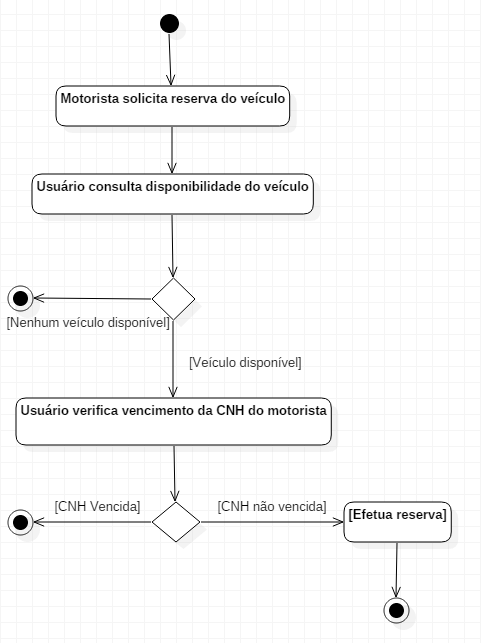 Motorista solicita reserva do veículo
Usuário consulta disponibilidade do veículo
[Nenhum veículo disponível]
[Veículo disponível]
Usuário verifica vencimento da CNH do motorista
[CNH Vencida]
[CNH não vencida]
[Efetua reserva]